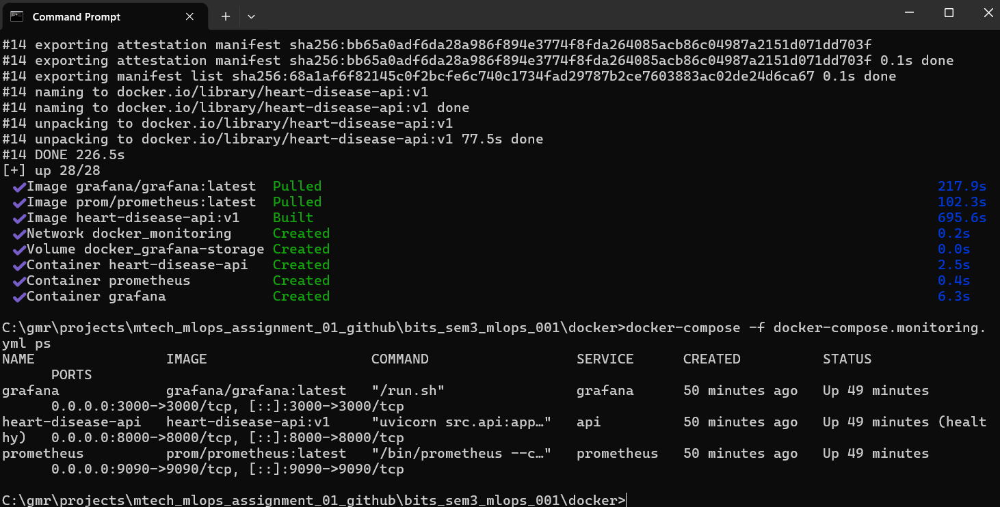 Command Prompt
#14 exporting attestation manifest sha256:bb65a0adf6da28a986f894e3774f8fda264085acb86c04987a2151d071dd703f
#14 exporting attestation manifest sha256:bb65a0adf6da28a986f894e3774f8fda264085acb86c04987a2151d071dd703f 0.1s done
#14 exporting manifest list sha256:68a1af6f82145c0f2bcfe6c740c1734fad29787b2ce7603883ac02de24d6ca67 0.1s done
#14 naming to docker.io/library/heart-disease-api:v1
#14 naming to docker.io/library/heart-disease-api:v1 done
#14 unpacking to docker.io/library/heart-disease-api:v1
#14 unpacking to docker.io/library/heart-disease-api:v1 77.5s done
#14 DONE 226.5s
[+] up 28/28
✔Image grafana/grafana:latest  Pulled 217.9s
✔Image prom/prometheus:latest  Pulled 102.3s
✔Image heart-disease-api:v1    Built 695.6s
✔Network docker_monitoring     Created 0.2s
✔Volume docker_grafana-storage Created 0.0s
✔Container heart-disease-api   Created 2.5s
✔Container prometheus          Created 0.4s
✔Container grafana             Created 6.3s
C:\gmr\projects\mtech_mlops_assignment_01_github\bits_sem3_mlops_001\docker>docker-compose -f docker-compose.monitoring.
yml ps
NAME                IMAGE                    COMMAND                  SERVICE      CREATED          STATUS
      PORTS
grafana             grafana/grafana:latest   "/run.sh"                grafana      50 minutes ago   Up 49 minutes
      0.0.0.0:3000->3000/tcp, [::]:3000->3000/tcp
heart-disease-api   heart-disease-api:v1     "uvicorn src.api:app…"   api          50 minutes ago   Up 49 minutes (healt
hy)   0.0.0.0:8000->8000/tcp, [::]:8000->8000/tcp
prometheus          prom/prometheus:latest   "/bin/prometheus --c…"   prometheus   50 minutes ago   Up 49 minutes
      0.0.0.0:9090->9090/tcp, [::]:9090->9090/tcp
C:\gmr\projects\mtech_mlops_assignment_01_github\bits_sem3_mlops_001\docker>